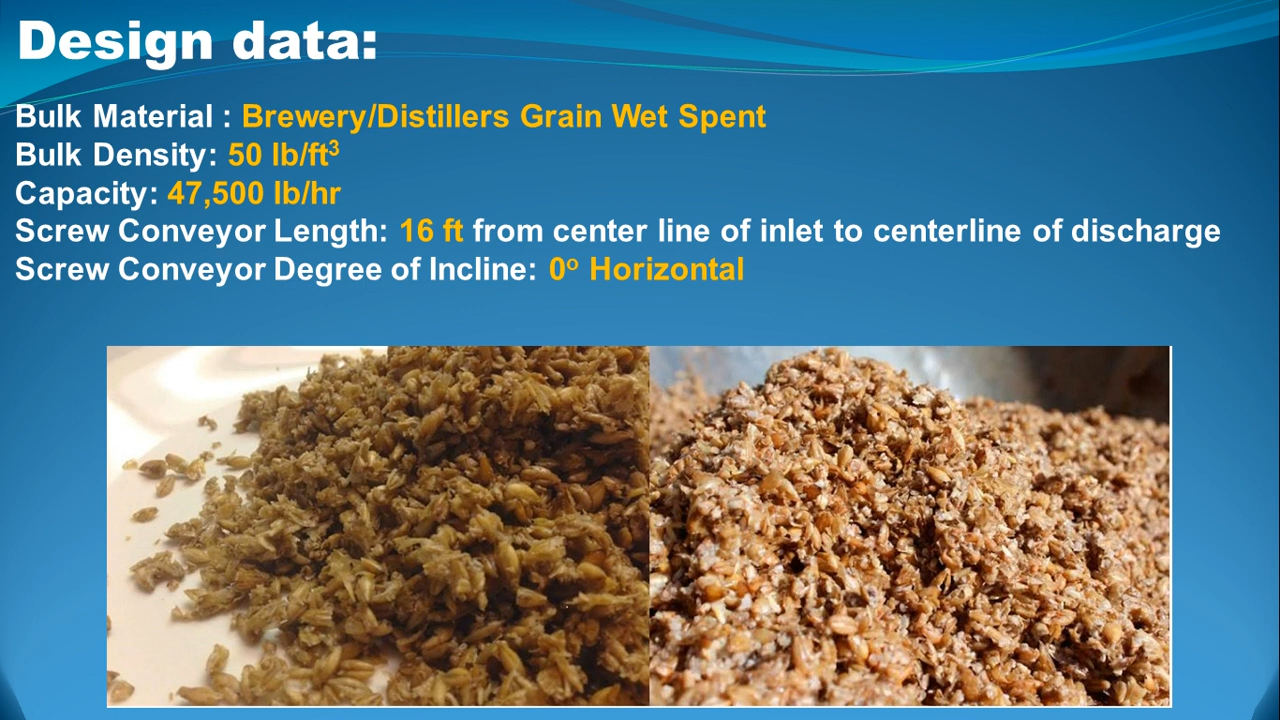 Design data:
Bulk Material : Brewery/Distillers Grain Wet Spent
Bulk Density: 50 lb/ft³
Capacity: 47,500 lb/hr
Screw Conveyor Length: 16 ft from center line of inlet to centerline of discharge
Screw Conveyor Degree of Incline: 0º Horizontal